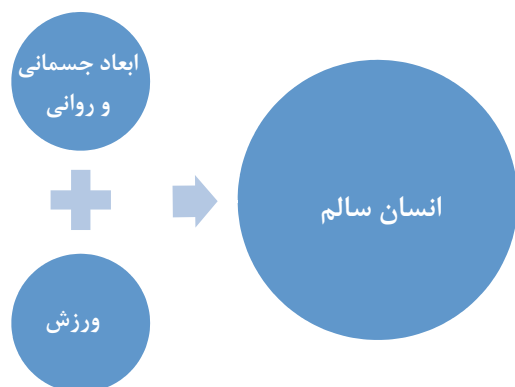 ابعاد جسمانی
و روانی
ورزش
انسان سالم